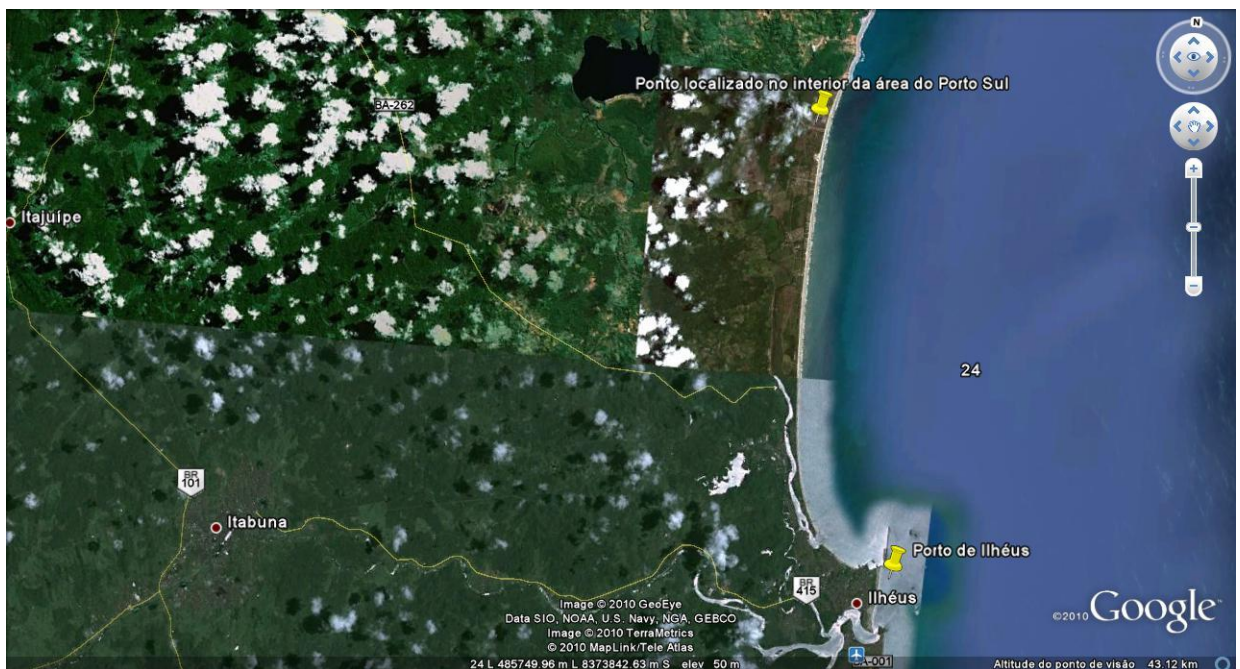 N
Ponto localizado no interior da área do Porto Sul
BA-262
Itajuípe
24
BR
101
Itabuna
Porto de Ilhéus
BR
415
Ilhéus
Image © 2010 GeoEye
Data SIO, NOAA, U.S. Navy, NGA, GEBCO
Image © 2010 TerraMetrics
© 2010 MapLink/Tele Atlas
©2010 Google
BA-001
24 L 485749.96 m L 8373842.63 m S elev 50 m
Altitude do ponto de visão 43.12 km